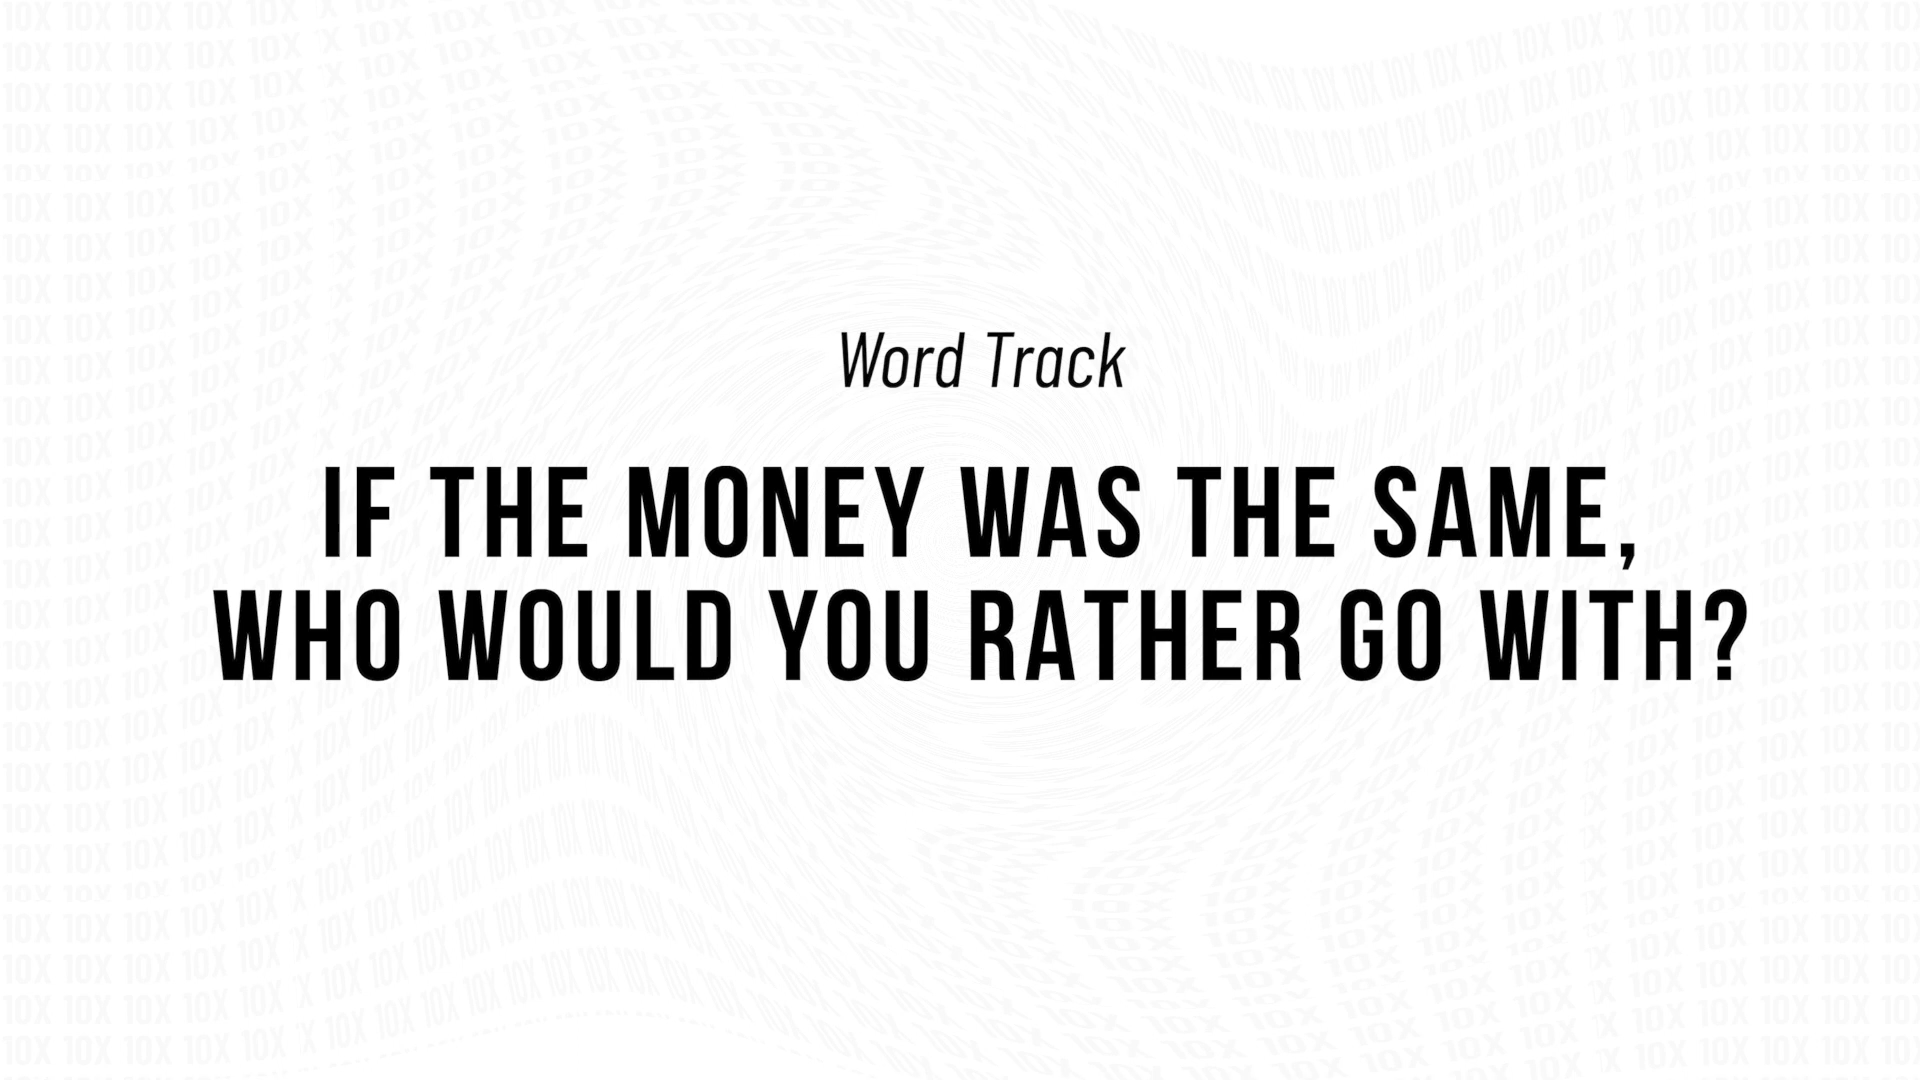 Word Track
IF THE MONEY WAS THE SAME,
WHO WOULD YOU RATHER GO WITH?